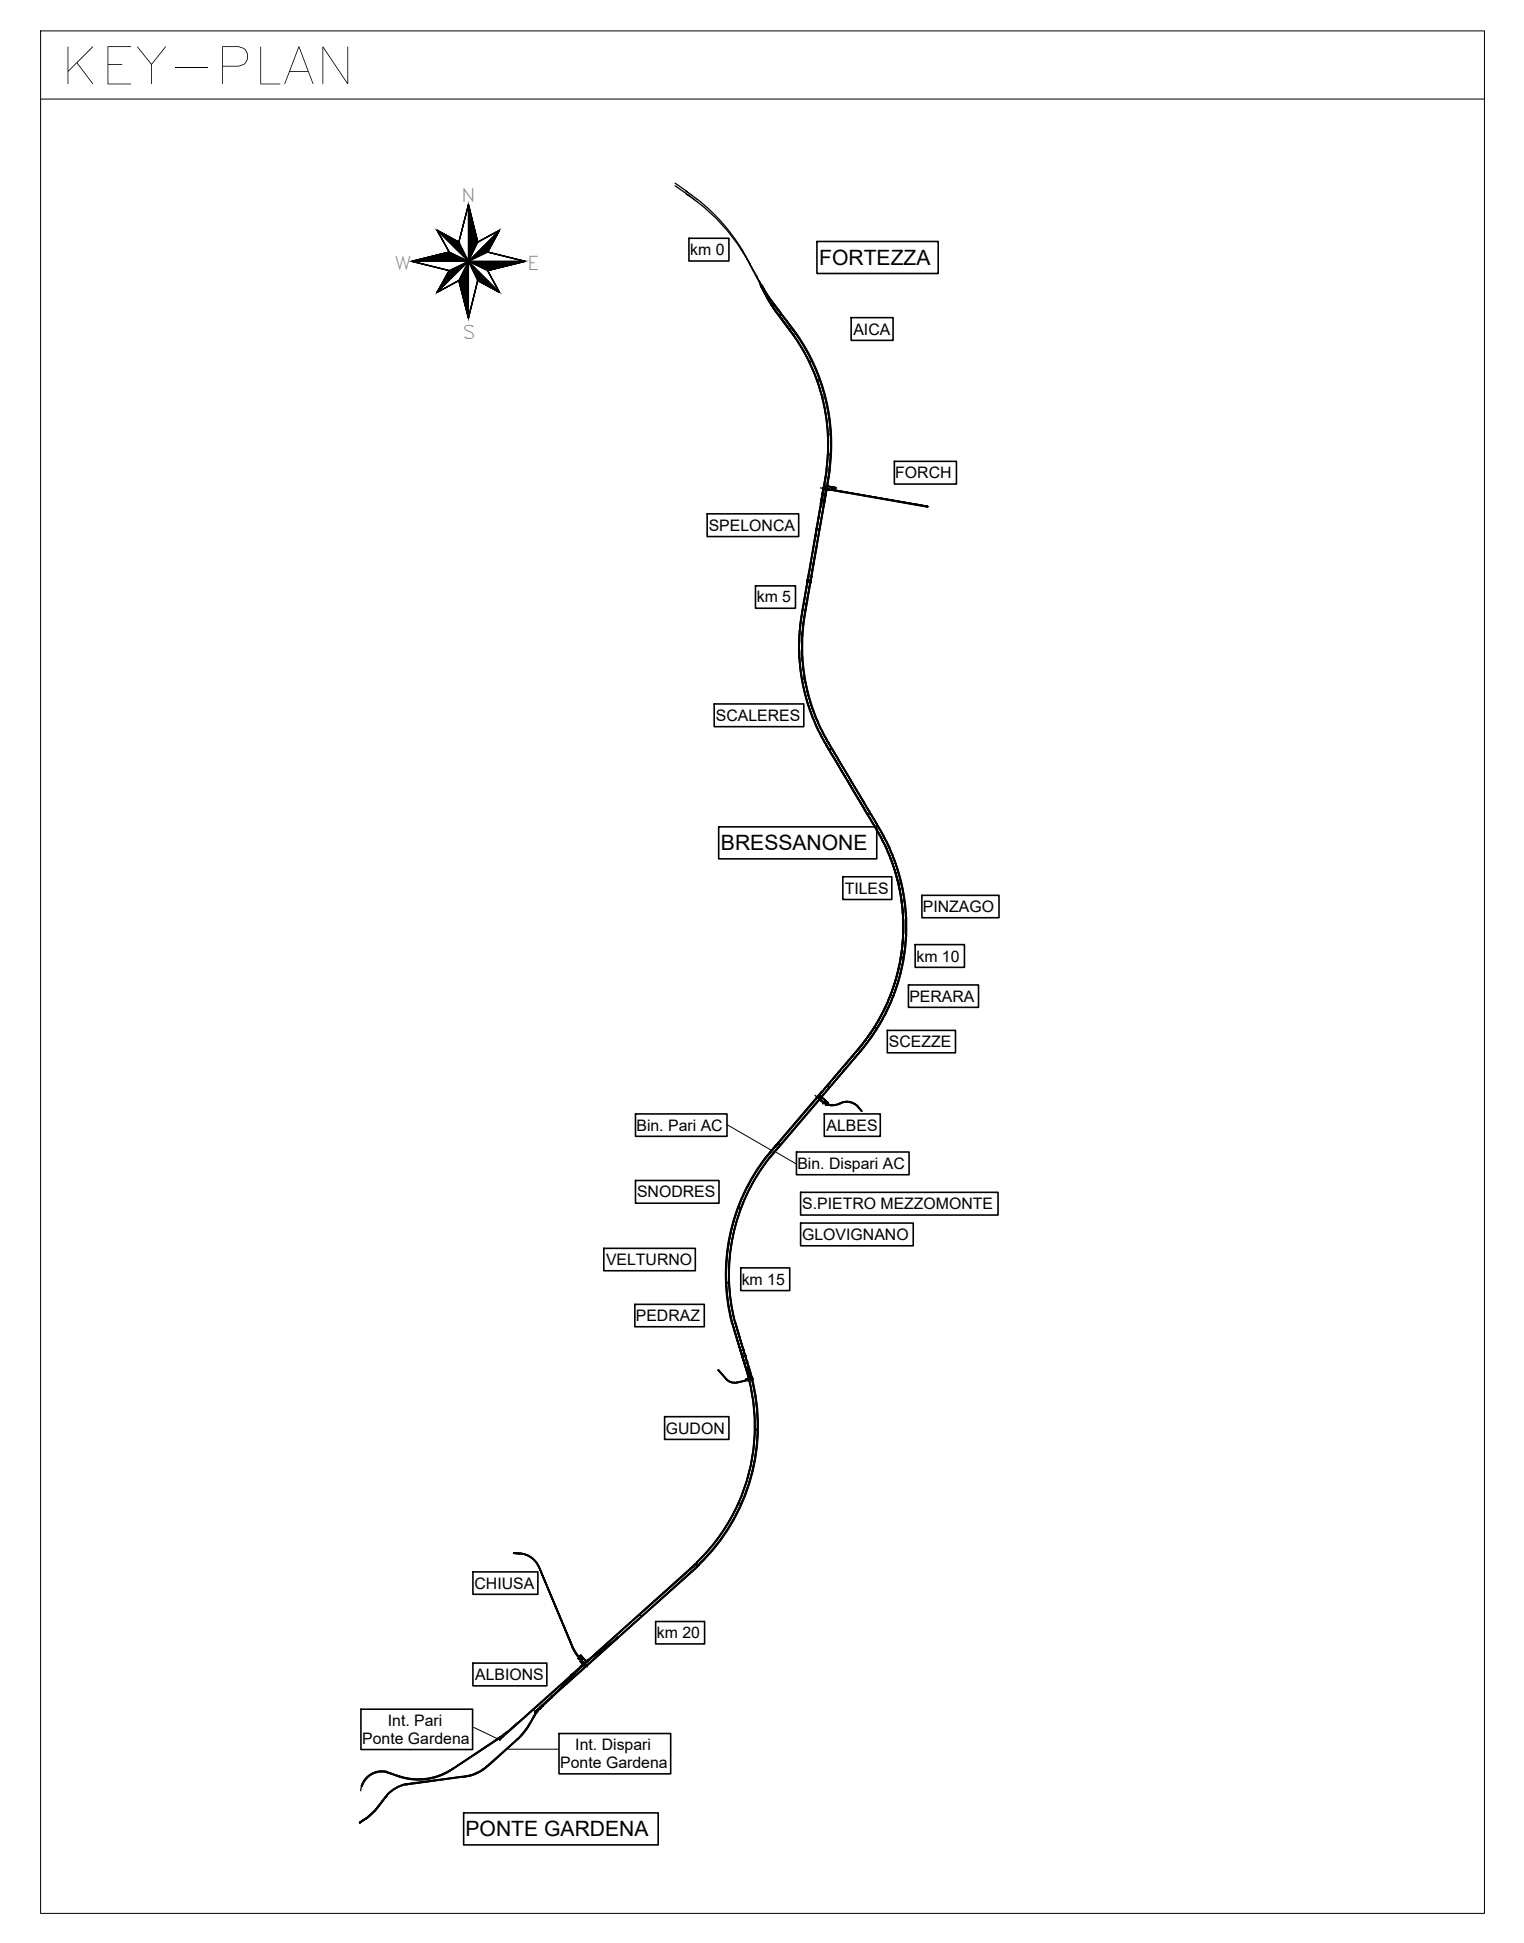 KEY-PLAN
N
km 0
FORTEZZA
W
E
AICA
S
FORCH
SPELONCA
km 5
SCALERES
BRESSANONE
TILES
PINZAGO
km 10
PERARA
SCEZZE
Bin. Pari AC
ALBES
Bin. Dispari AC
SNODRES
S.PIETRO MEZZOMONTE
GLOVIGNANO
VELTURNO
km 15
PEDRAZ
GUDON
CHIUSA
km 20
ALBIONS
Int. Pari
Ponte Gardena
Int. Dispari
Ponte Gardena
PONTE GARDENA